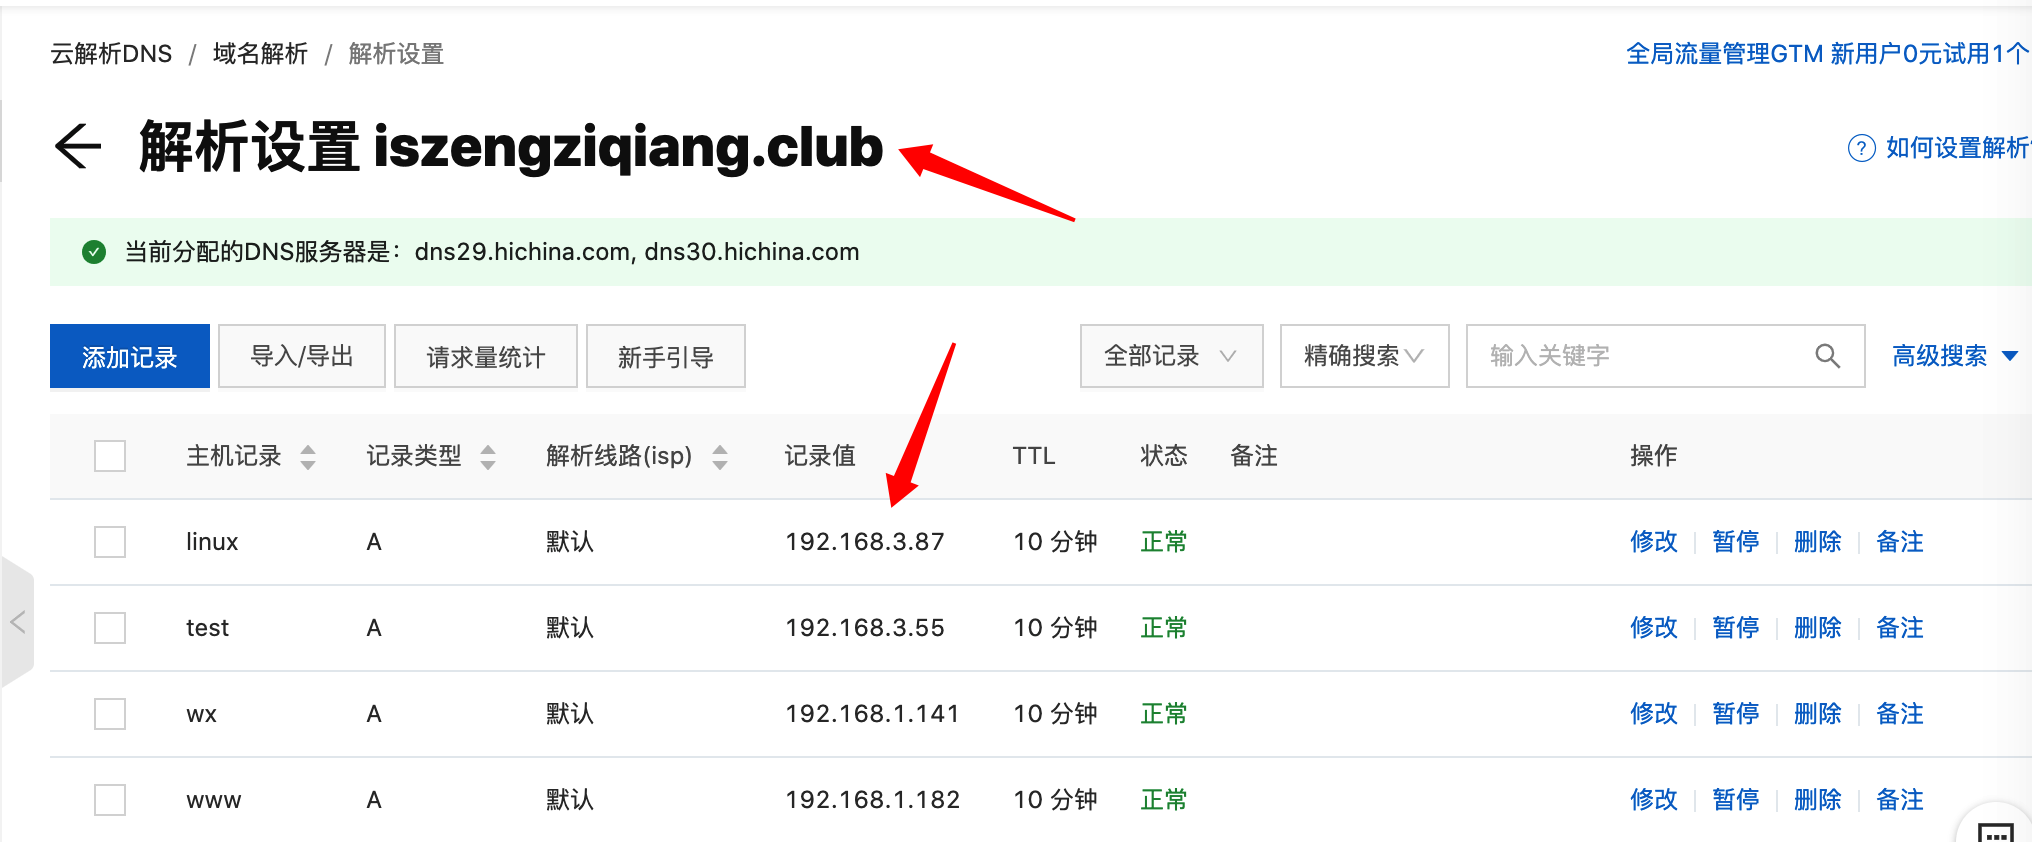 云解析DNS / 域名解析 / 解析设置
全局流量管理GTM 新用户0元试用1个
解析设置 iszengziqiang.club
如何设置解析
当前分配的DNS服务器是：dns29.hichina.com, dns30.hichina.com
添加记录 导入/导出 请求量统计 新手引导 全部记录 精确搜索 输入关键字 高级搜索
主机记录 记录类型 解析线路(isp) 记录值 TTL 状态 备注 操作
linux A 默认 192.168.3.87 10 分钟 正常 修改 暂停 删除 备注
test A 默认 192.168.3.55 10 分钟 正常 修改 暂停 删除 备注
wx A 默认 192.168.1.141 10 分钟 正常 修改 暂停 删除 备注
www A 默认 192.168.1.182 10 分钟 正常 修改 暂停 删除 备注